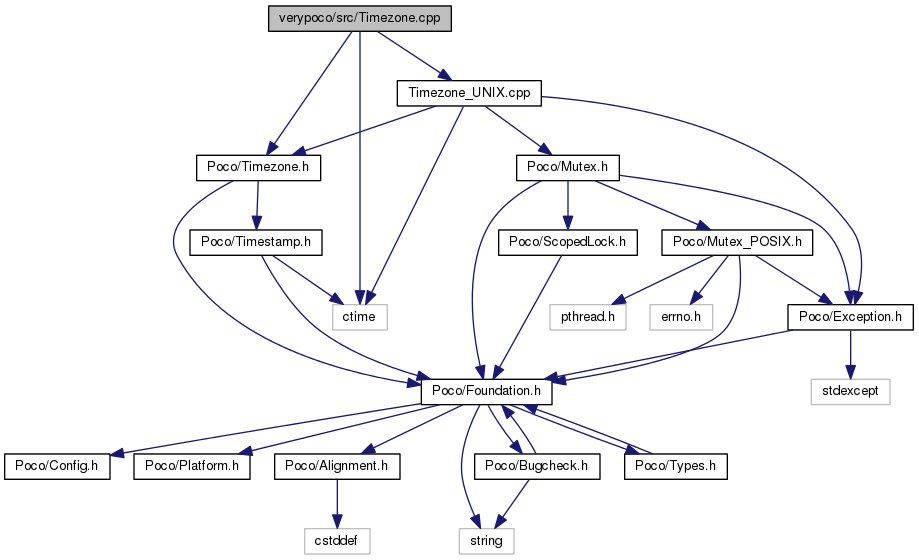 verypoco/src/Timezone.cpp
Timezone_UNIX.cpp
Poco/Timezone.h
Poco/Mutex.h
Poco/Timestamp.h
Poco/ScopedLock.h
Poco/Mutex_POSIX.h
ctime
pthread.h
errno.h
Poco/Exception.h
Poco/Foundation.h
stdexcept
Poco/Config.h
Poco/Platform.h
Poco/Alignment.h
Poco/Bugcheck.h
Poco/Types.h
cstddef
string